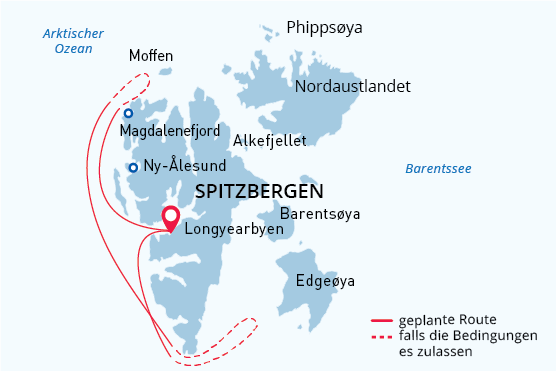 Phippsøya
Arktischer
Ozean
Moffen
Nordaustlandet
Magdalenefjord
Alkefjellet
Ny-Ålesund
Barentssee
SPITZBERGEN
Barentsøya
Longyearbyen
Edgeøya
geplante Route
falls die Bedingungen
es zulassen